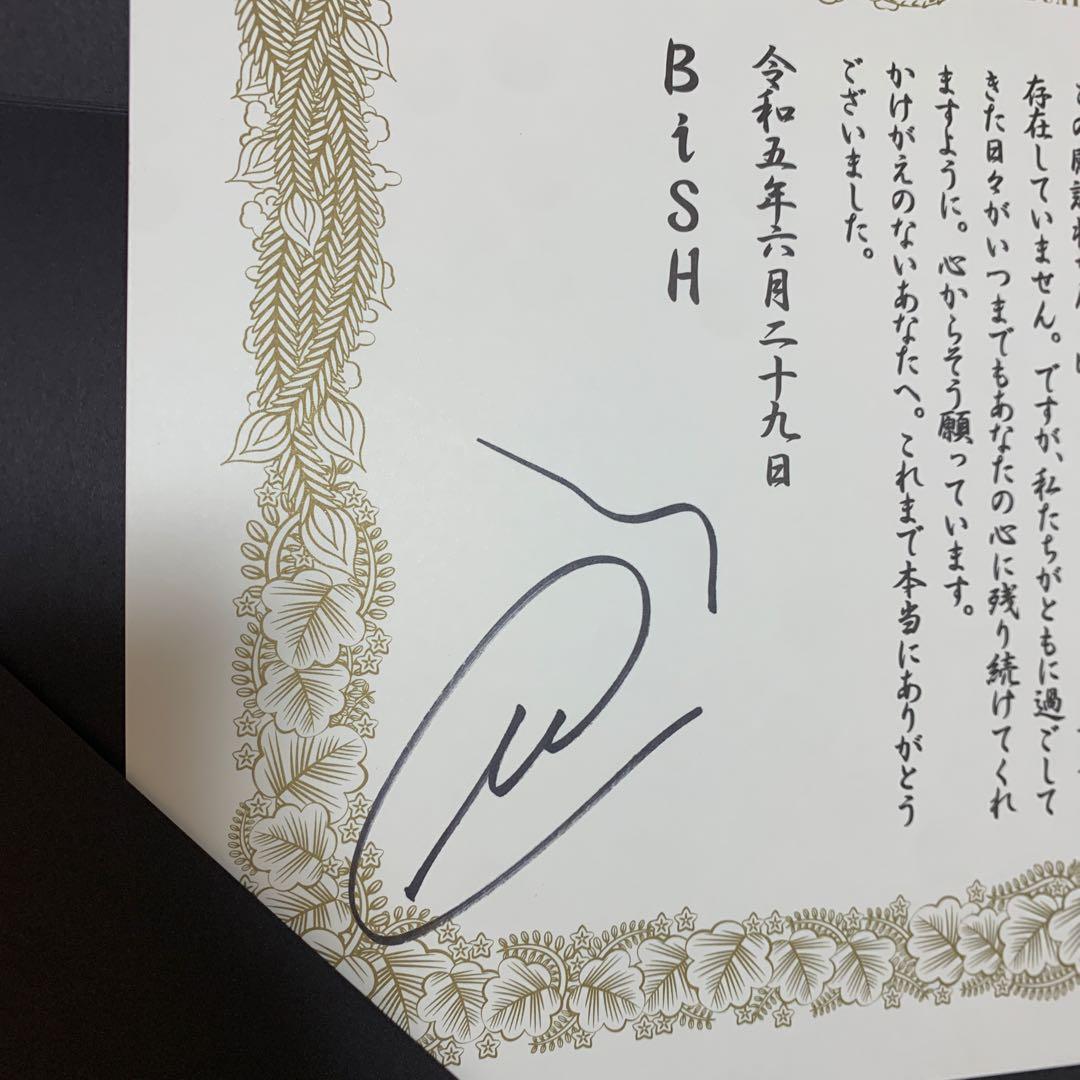 存在していません。ですが、私たちがともに過ごして
きた日々がいつまでもあなたの心に残り続けてくれ
ますように。心からそう願っています。
かけがえのないあなたへ。これまで本当にありがとう
ございました。
令和五年六月二十九日
BiSH